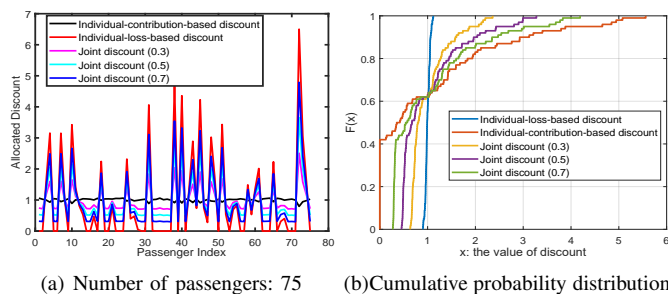 Individual-contribution-based discount
Individual-loss-based discount
Joint discount (0.3)
Joint discount (0.5)
Joint discount (0.7)
Allocated Discount
7
6
5
4
3
2
1
0
0 10 20 30 40 50 60 70 80
Passenger Index
(a) Number of passengers: 75
F(x)
1
0.8
0.6
0.4
0.2
0
Individual-loss-based discount
Individual-contribution-based discount
Joint discount (0.3)
Joint discount (0.5)
Joint discount (0.7)
0 1 2 3 4 5 6
x: the value of discount
(b)Cumulative probability distribution